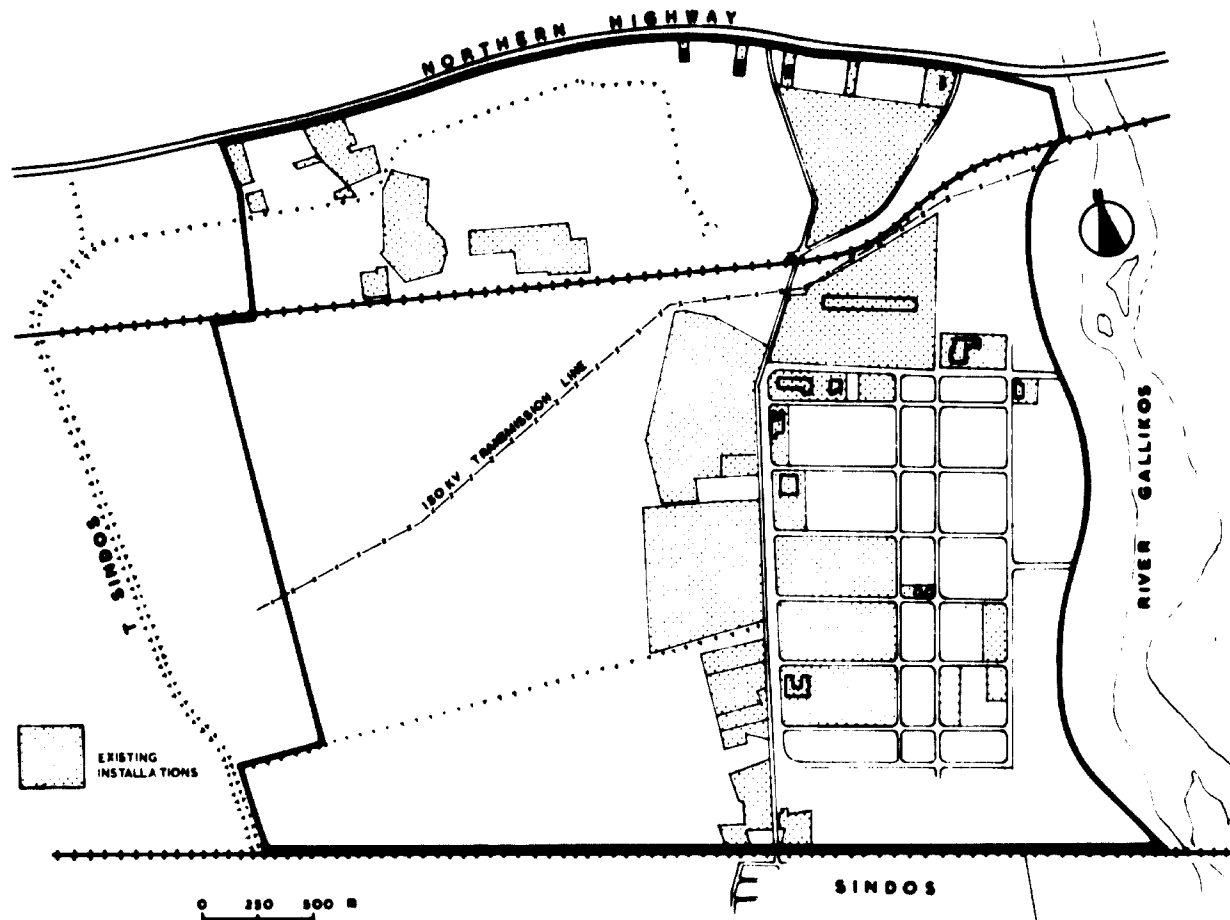 NORTHERN HIGHWAY
N
150 KV TRANSMISSION LINE
RIVER GALLIKOS
T SINDOS
EXISTING
INSTALLATIONS
SINDOS
0 250 500 m